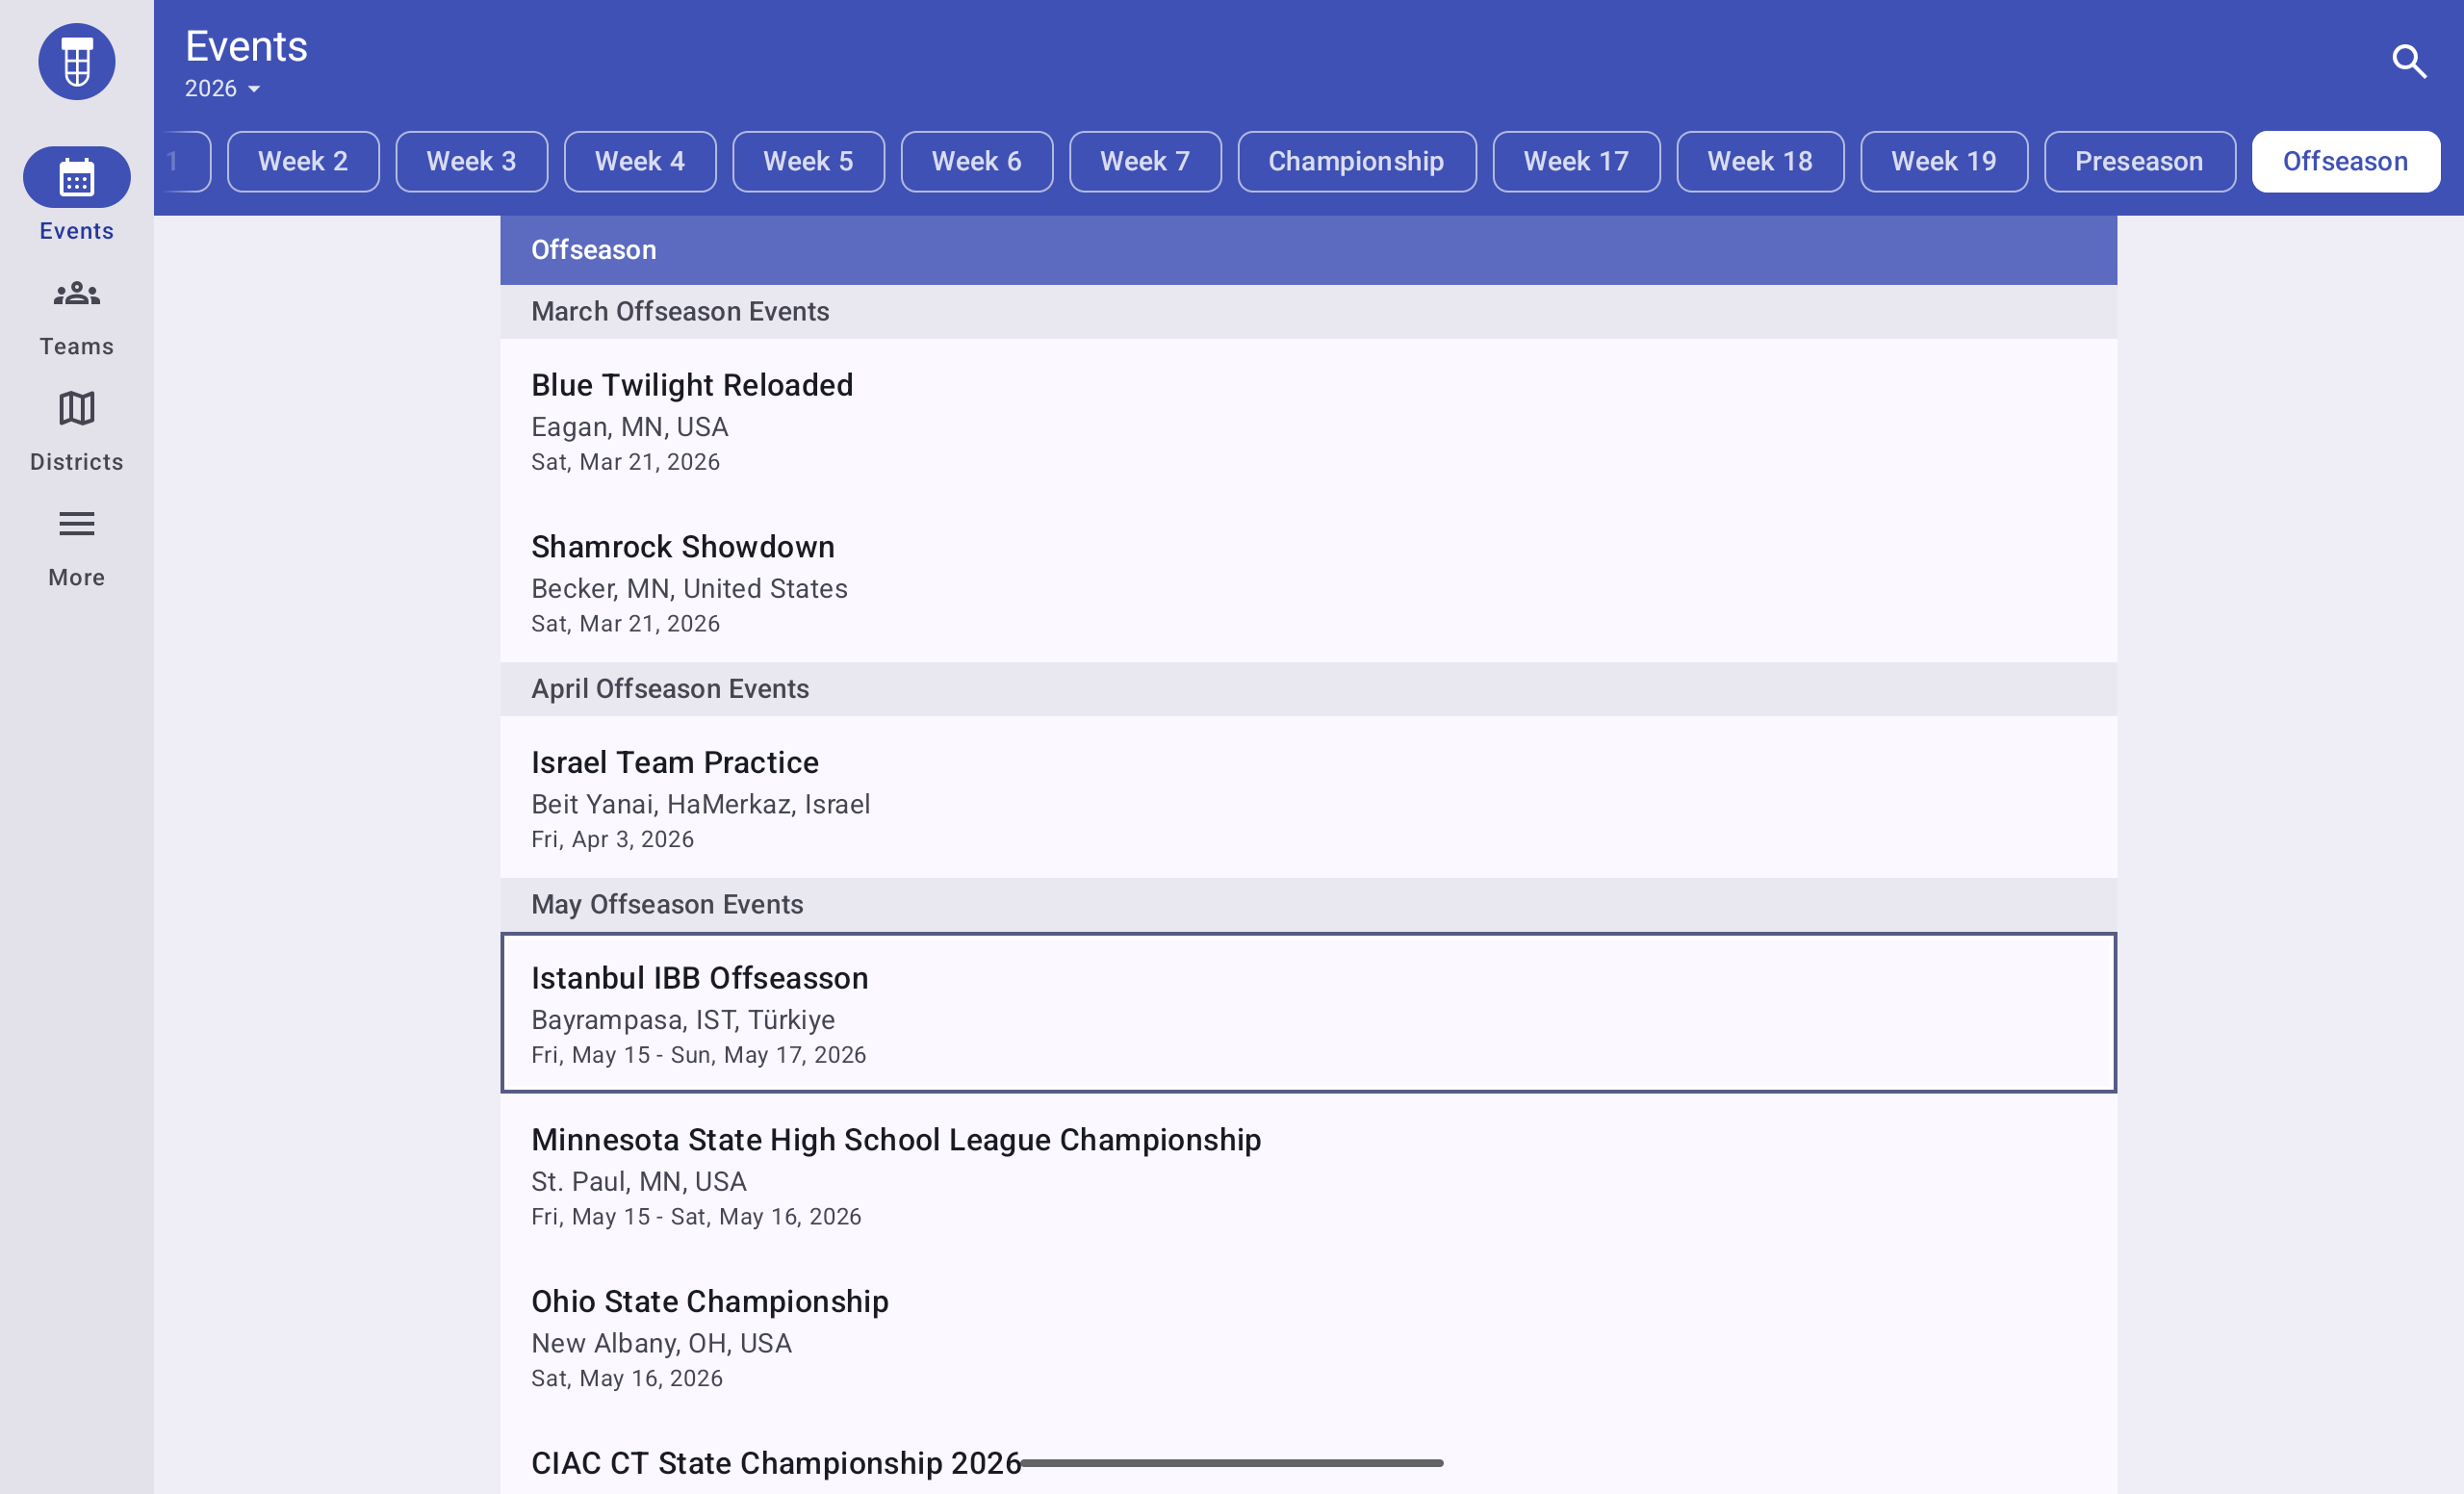 Events
2026
1
Week 2
Week 3
Week 4
Week 5
Week 6
Week 7
Championship
Week 17
Week 18
Week 19
Preseason
Offseason
Events
Teams
Districts
More
Offseason
March Offseason Events
Blue Twilight Reloaded
Eagan, MN, USA
Sat, Mar 21, 2026
Shamrock Showdown
Becker, MN, United States
Sat, Mar 21, 2026
April Offseason Events
Israel Team Practice
Beit Yanai, HaMerkaz, Israel
Fri, Apr 3, 2026
May Offseason Events
Istanbul IBB Offseasson
Bayrampasa, IST, Türkiye
Fri, May 15 - Sun, May 17, 2026
Minnesota State High School League Championship
St. Paul, MN, USA
Fri, May 15 - Sat, May 16, 2026
Ohio State Championship
New Albany, OH, USA
Sat, May 16, 2026
CIAC CT State Championship 2026